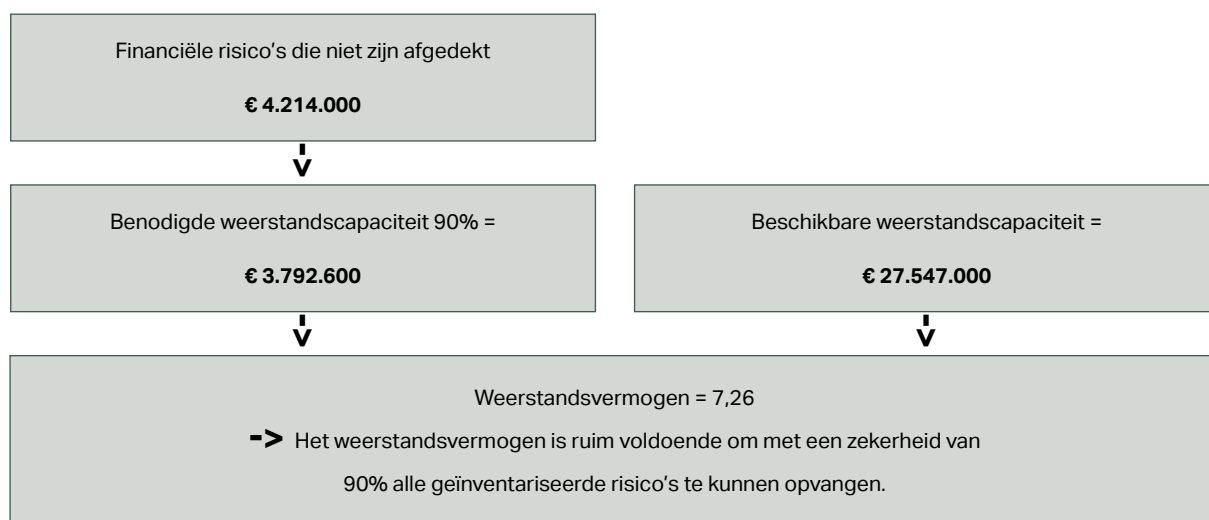 Financiële risico's die niet zijn afgedekt
€ 4.214.000
Benodigde weerstandscapaciteit 90% =
€ 3.792.600
Beschikbare weerstandscapaciteit =
€ 27.547.000
Weerstandsvermogen = 7,26
-> Het weerstandsvermogen is ruim voldoende om met een zekerheid van
90% alle geïnventariseerde risico's te kunnen opvangen.